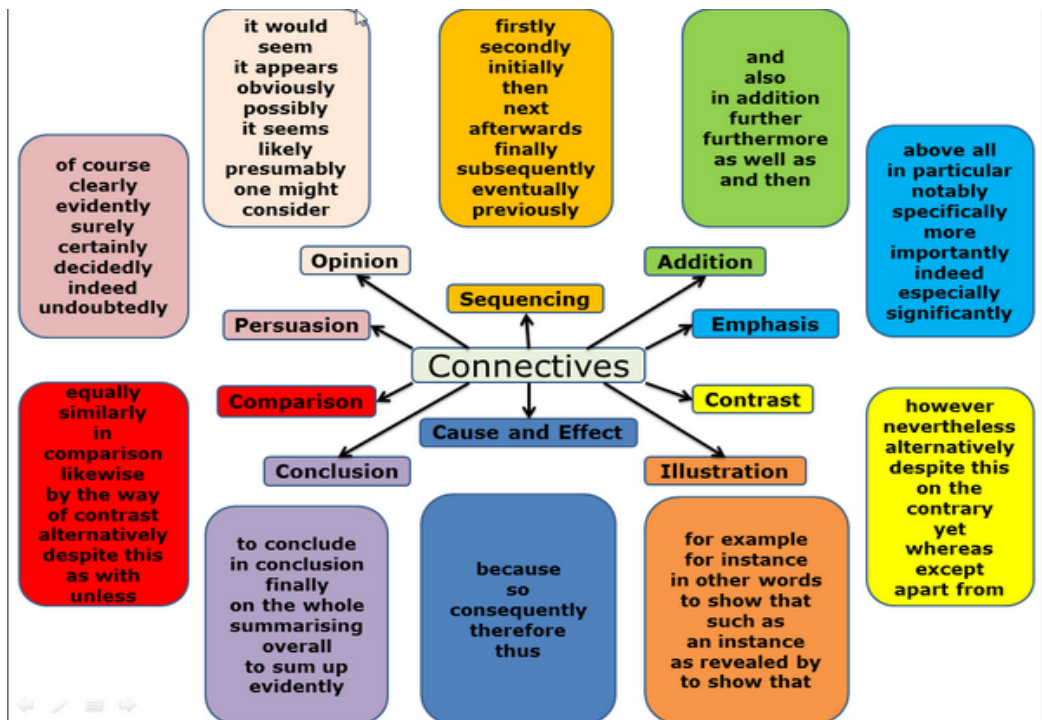 it would
seem
it appears
obviously
possibly
it seems
likely
presumably
one might
consider
firstly
secondly
initially
then
next
afterwards
finally
subsequently
eventually
previously
and
also
in addition
further
furthermore
as well as
and then
of course
clearly
evidently
surely
certainly
decidedly
indeed
undoubtedly
above all
in particular
notably
specifically
more
importantly
indeed
especially
significantly
Opinion
Addition
Sequencing
Persuasion
Emphasis
Connectives
Comparison
Contrast
Cause and Effect
Conclusion
Illustration
equally
similarly
in
comparison
likewise
by the way
of contrast
alternatively
despite this
as with
unless
however
nevertheless
alternatively
despite this
on the
contrary
yet
whereas
except
apart from
to conclude
in conclusion
finally
on the whole
summarising
overall
to sum up
evidently
because
so
consequently
therefore
thus
for example
for instance
in other words
to show that
such as
an instance
as revealed by
to show that